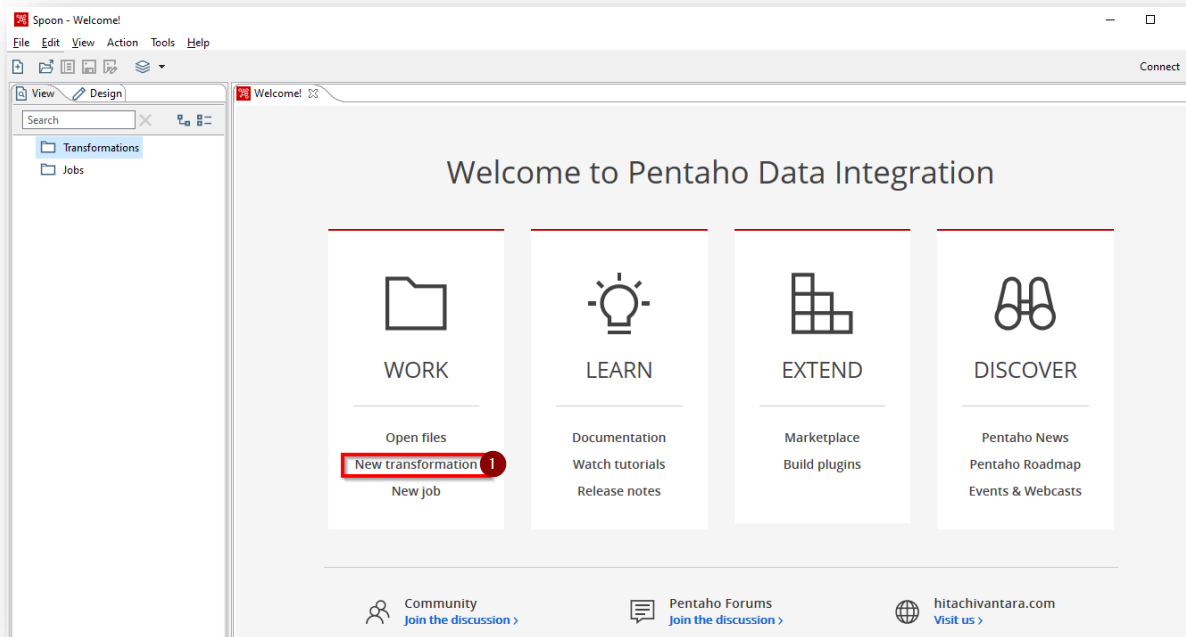 Spoon - Welcome!
File Edit View Action Tools Help
Connect
View Design
Welcome!
Search
Transformations
Jobs
Welcome to Pentaho Data Integration
WORK
Open files
New transformation 1
New job
LEARN
Documentation
Watch tutorials
Release notes
EXTEND
Marketplace
Build plugins
DISCOVER
Pentaho News
Pentaho Roadmap
Events & Webcasts
Community
Join the discussion >
Pentaho Forums
Join the discussion >
hitachivantara.com
Visit us >